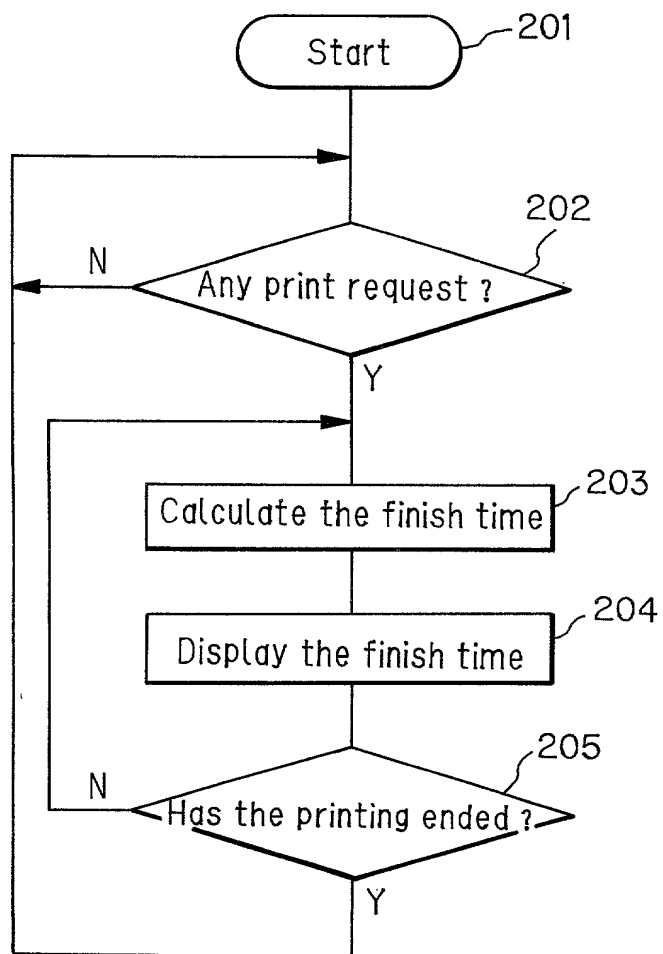 201
Start
202
N
Any print request ?
Y
203
Calculate the finish time
204
Display the finish time
205
N
Has the printing ended ?
Y